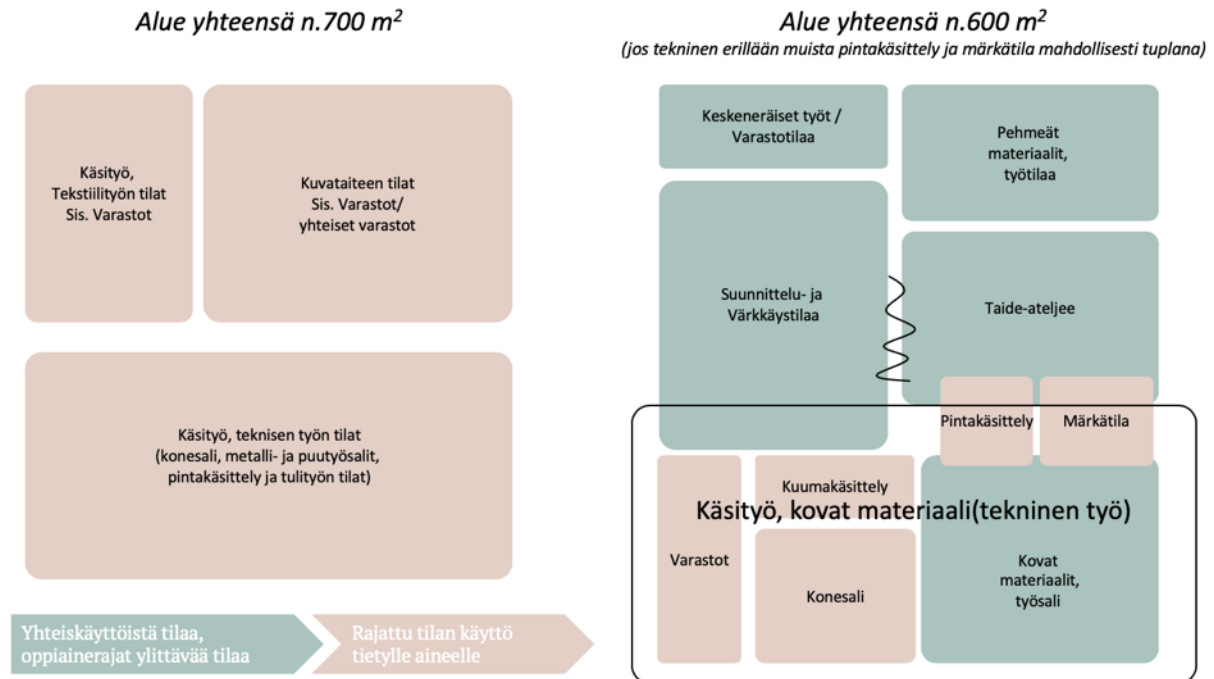 Alue yhteensä n.700 m²
Käsityö,
Tekstiilityön tilat
Sis. Varastot
Kuvataiteen tilat
Sis. Varastot/
yhteiset varastot
Käsityö, teknisen työn tilat
(konesali, metalli- ja puutyösalit,
pintakäsittely ja tulityön tilat)
Yhteiskäyttöistä tilaa,
oppiainerajat ylittävää tilaa
Rajattu tilan käyttö
tietylle aineelle
Alue yhteensä n.600 m²
(jos tekninen erillään muista pintakäsittely ja märkätila mahdollisesti tuplana)
Keskeneräiset työt /
Varastotilaa
Pehmeät
materiaalit,
työtilaa
Suunnittelu- ja
Värkkäystilaa
Taide-ateljee
Pintakäsittely
Märkätila
Kuumakäsittely
Käsityö, kovat materiaali(tekninen työ)
Varastot
Konesali
Kovat
materiaalit,
työsali